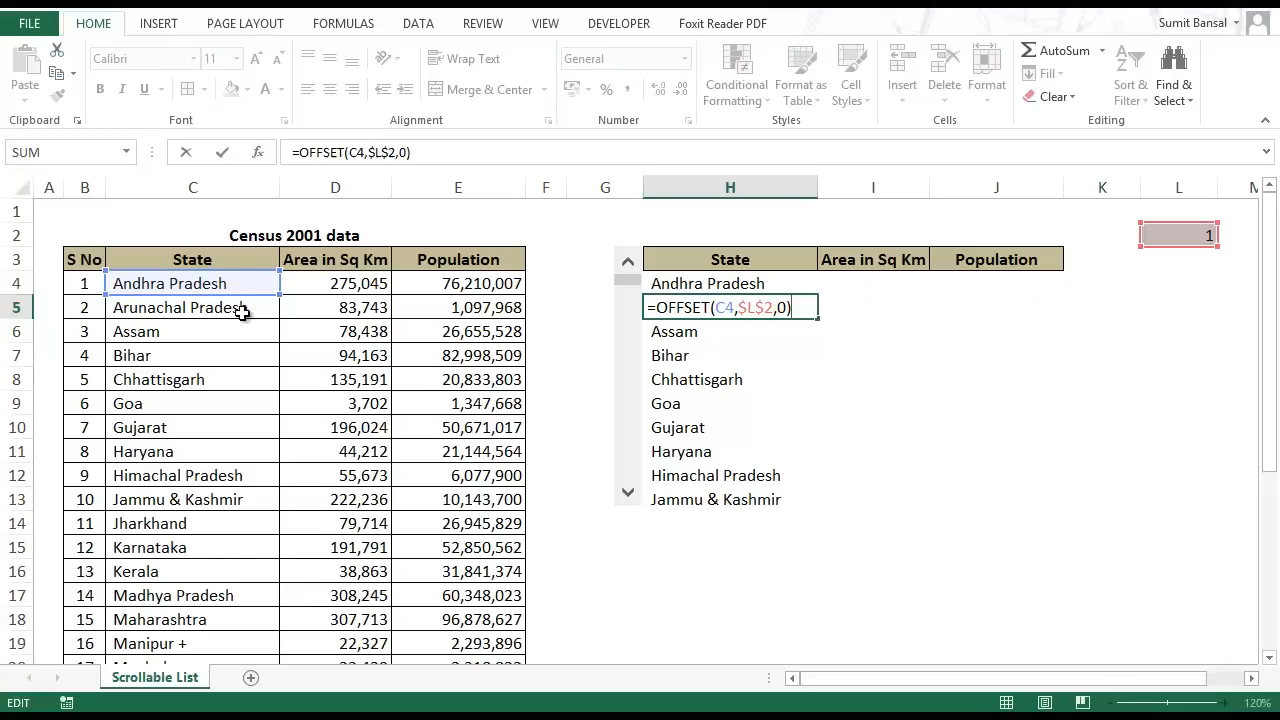 FILE HOME INSERT PAGE LAYOUT FORMULAS DATA REVIEW VIEW DEVELOPER Foxit Reader PDF Sumit Bansal
Paste
Calibri 11
B I U A
Wrap Text
Merge & Center
General
% ,
Conditional Formatting
Format as Table
Cell Styles
Insert Delete Format
Σ AutoSum
Fill
Clear
Sort & Filter
Find & Select
Clipboard Font Alignment Number Styles Cells Editing
SUM fx =OFFSET(C4,$L$2,0)
A B C D E F G H I J K L M
1
2 Census 2001 data 1
3 S No State Area in Sq Km Population State Area in Sq Km Population
4 1 Andhra Pradesh 275,045 76,210,007 Andhra Pradesh
5 2 Arunachal Pradesh 83,743 1,097,968 =OFFSET(C4,$L$2,0)
6 3 Assam 78,438 26,655,528 Assam
7 4 Bihar 94,163 82,998,509 Bihar
8 5 Chhattisgarh 135,191 20,833,803 Chhattisgarh
9 6 Goa 3,702 1,347,668 Goa
10 7 Gujarat 196,024 50,671,017 Gujarat
11 8 Haryana 44,212 21,144,564 Haryana
12 9 Himachal Pradesh 55,673 6,077,900 Himachal Pradesh
13 10 Jammu & Kashmir 222,236 10,143,700 Jammu & Kashmir
14 11 Jharkhand 79,714 26,945,829
15 12 Karnataka 191,791 52,850,562
16 13 Kerala 38,863 31,841,374
17 14 Madhya Pradesh 308,245 60,348,023
18 15 Maharashtra 307,713 96,878,627
19 16 Manipur + 22,327 2,293,896
Scrollable List
EDIT 120%